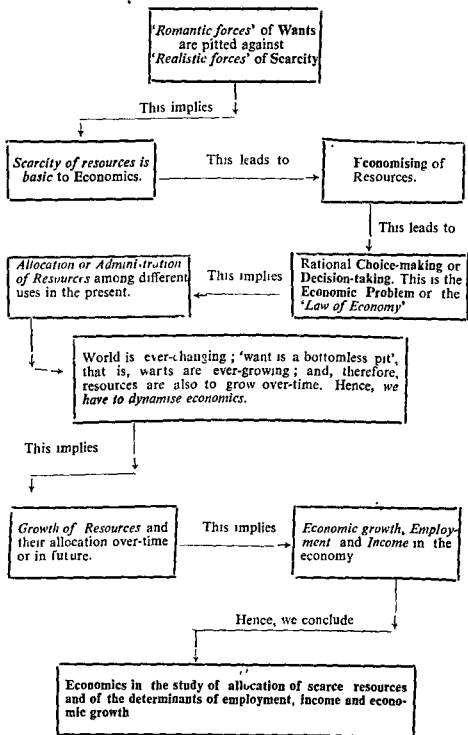 'Romantic forces' of Wants
are pitted against
'Realistic forces' of Scarcity
This implies
Scarcity of resources is
basic to Economics.
This leads to
Economising of
Resources.
This leads to
Rational Choice-making or
Decision-taking. This is the
Economic Problem or the
'Law of Economy'
This implies
Allocation or Administration
of Resources among different
uses in the present.
World is ever-changing ; 'want is a bottomless pit',
that is, wants are ever-growing ; and, therefore,
resources are also to grow over-time. Hence, we
have to dynamise economics.
This implies
Growth of Resources and
their allocation over-time
or in future.
This implies
Economic growth, Employ-
ment and Income in the
economy
Hence, we conclude
Economics in the study of allocation of scarce resources
and of the determinants of employment, income and econo-
mic growth